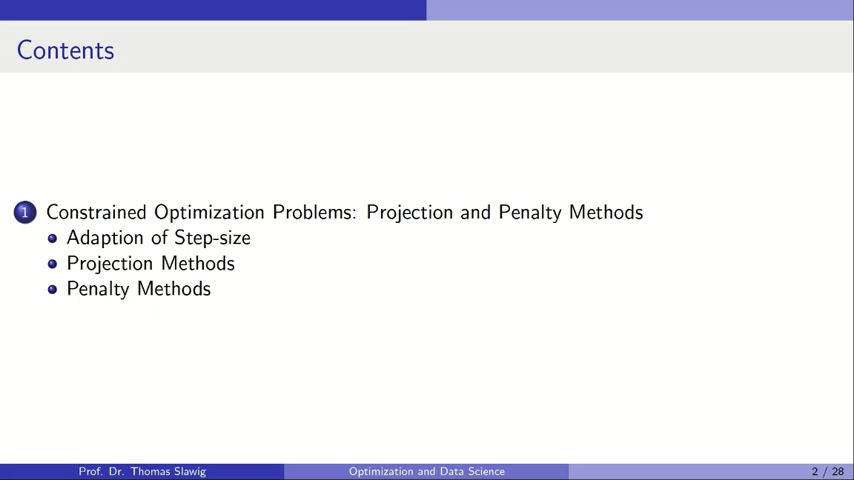 Contents
1 Constrained Optimization Problems: Projection and Penalty Methods
Adaption of Step-size
Projection Methods
Penalty Methods
Prof. Dr. Thomas Slawig Optimization and Data Science 2 / 28